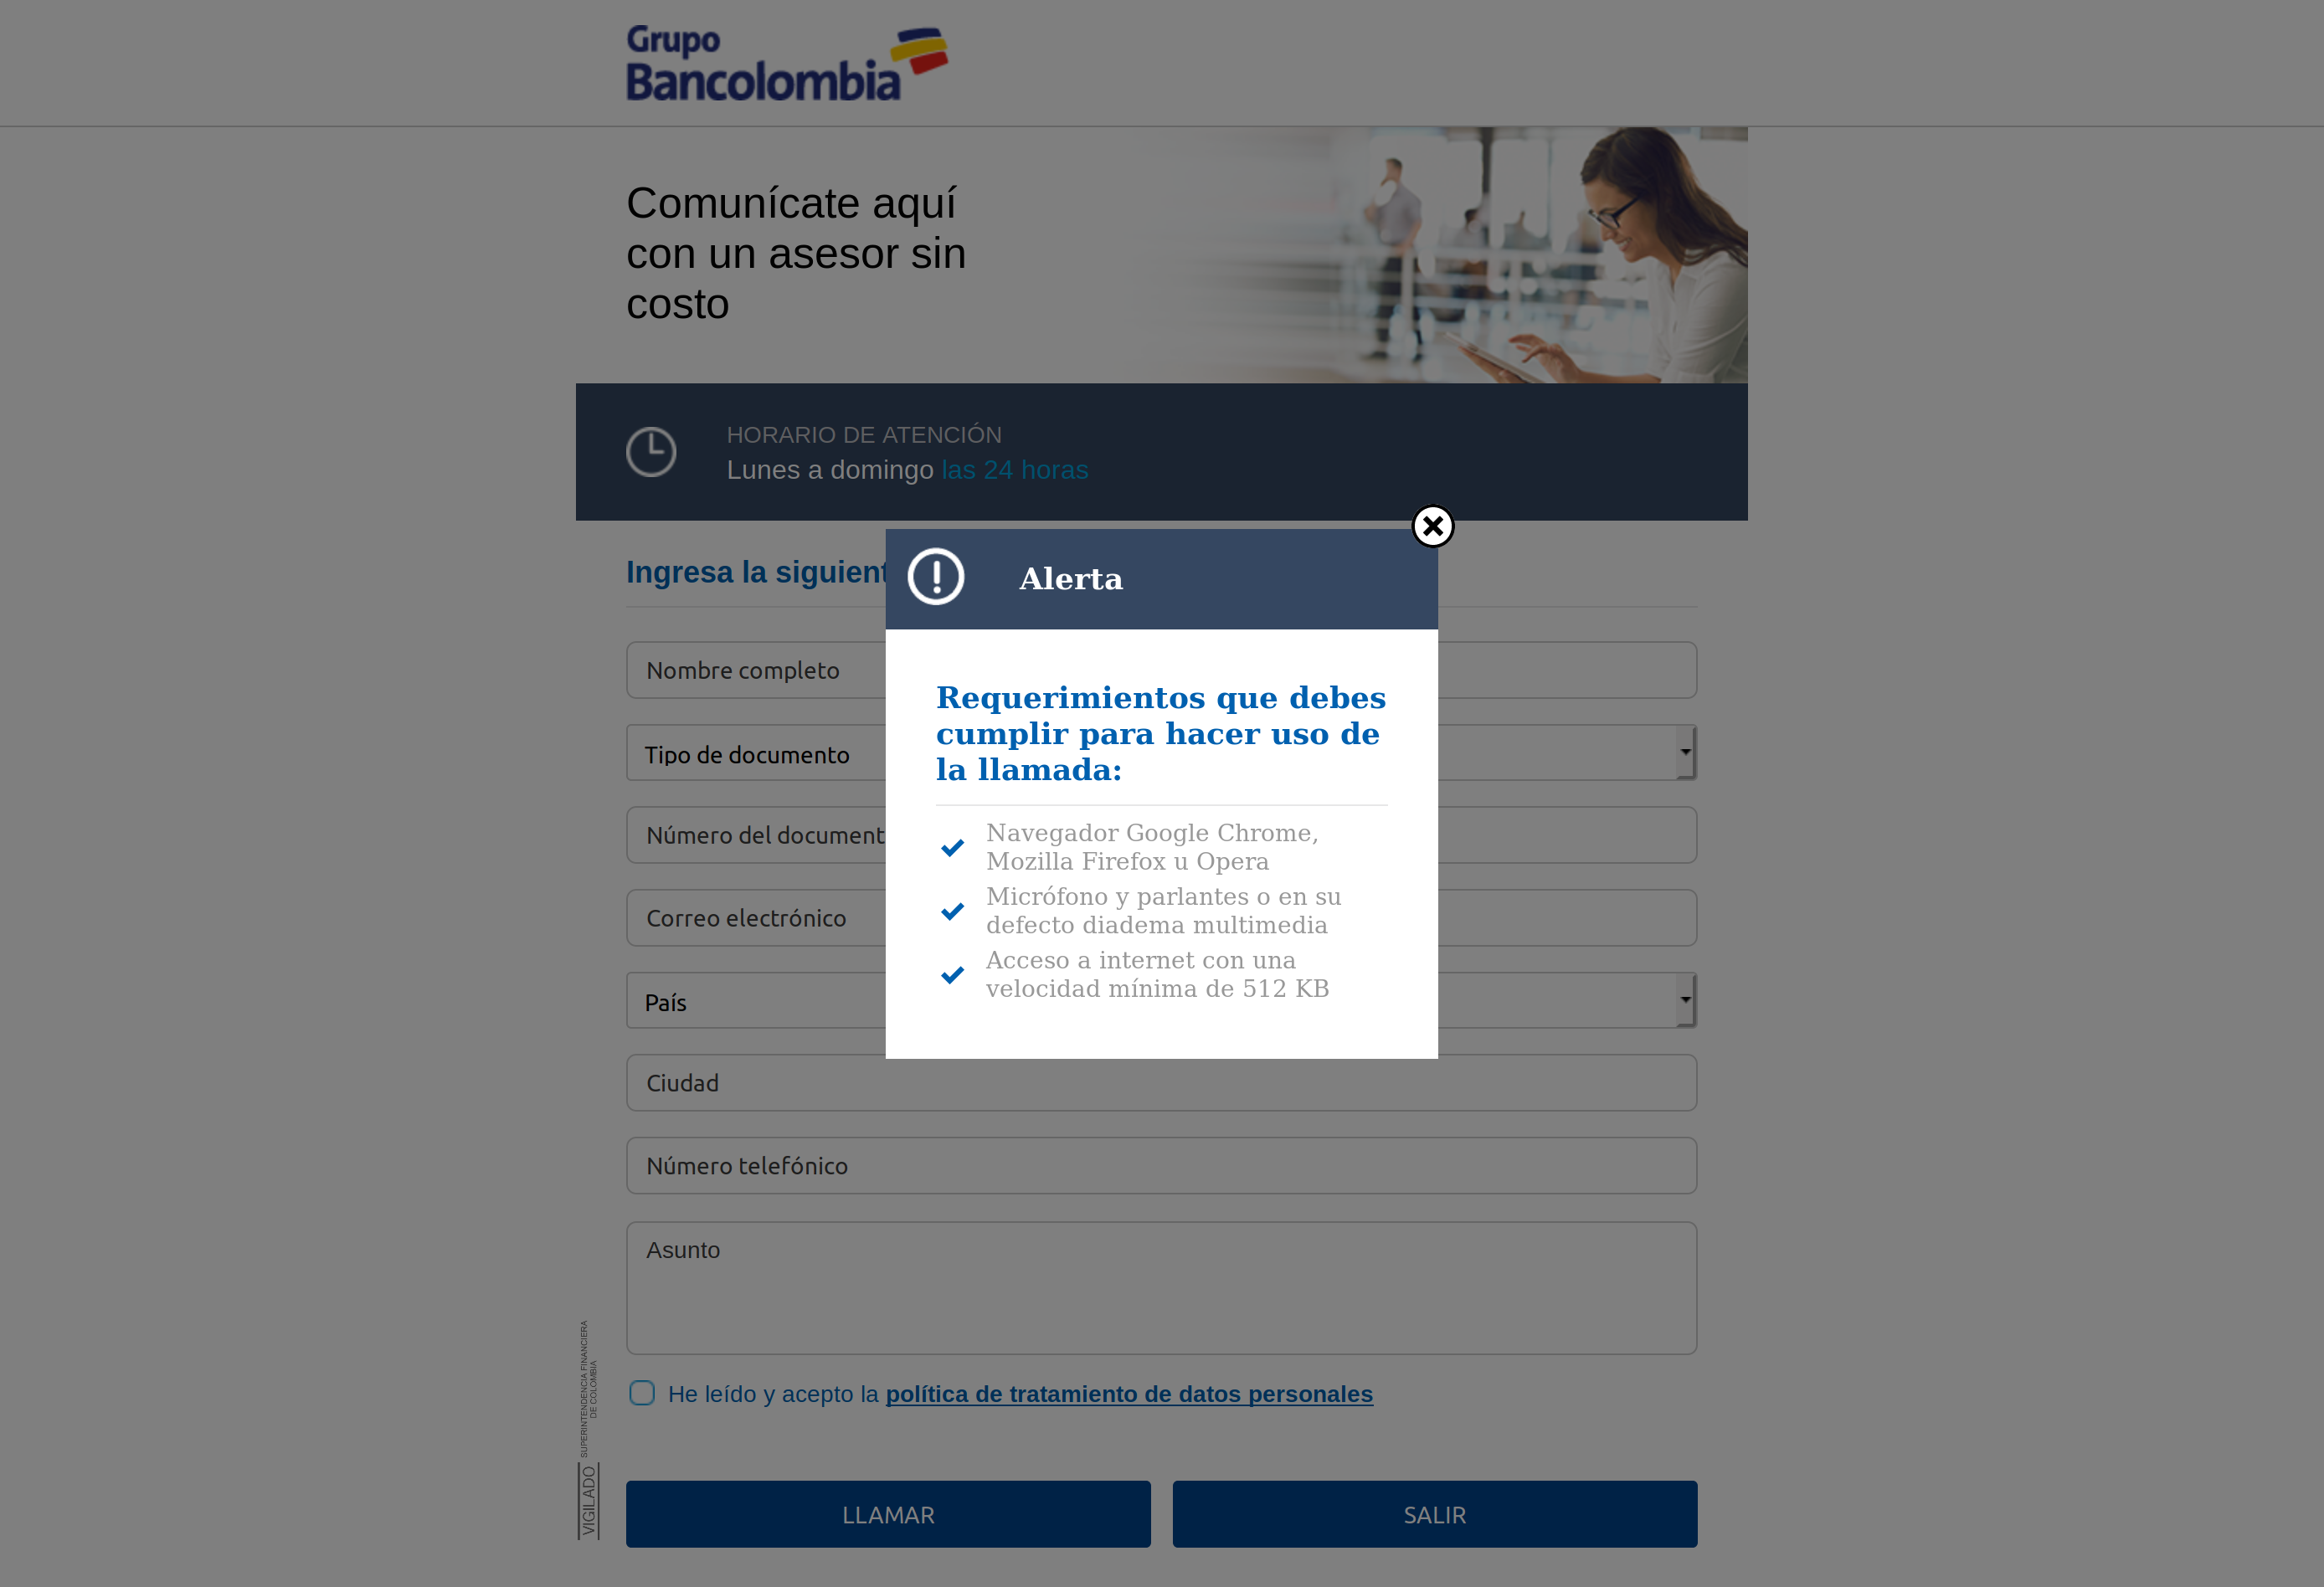 Grupo
Bancolombia
Comunícate aquí
con un asesor sin
costo
HORARIO DE ATENCIÓN
Lunes a domingo las 24 horas
Ingresa la siguient
Alerta
Requerimientos que debes
cumplir para hacer uso de
la llamada:
Navegador Google Chrome,
Mozilla Firefox u Opera
Micrófono y parlantes o en su
defecto diadema multimedia
Acceso a internet con una
velocidad mínima de 512 KB
Nombre completo
Tipo de documento
Número del document
Correo electrónico
País
Ciudad
Número telefónico
Asunto
He leído y acepto la política de tratamiento de datos personales
VIGILADO SUPERINTENDENCIA FINANCIERA
DE COLOMBIA
LLAMAR
SALIR